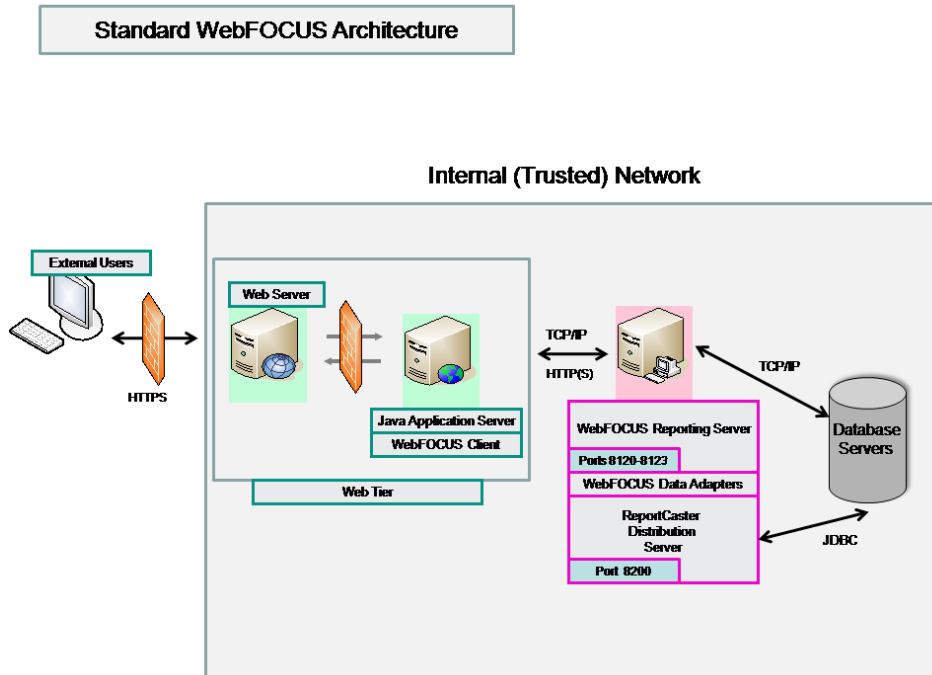 Standard WebFOCUS Architecture
Internal (Trusted) Network
External Users
HTTPS
Web Server
Java Application Server
WebFOCUS Client
Web Tier
TCP/IP
HTTP(S)
WebFOCUS Reporting Server
Ports 8120-8123
WebFOCUS Data Adapters
ReportCaster
Distribution
Server
Port 8200
TCP/IP
JDBC
Database
Servers